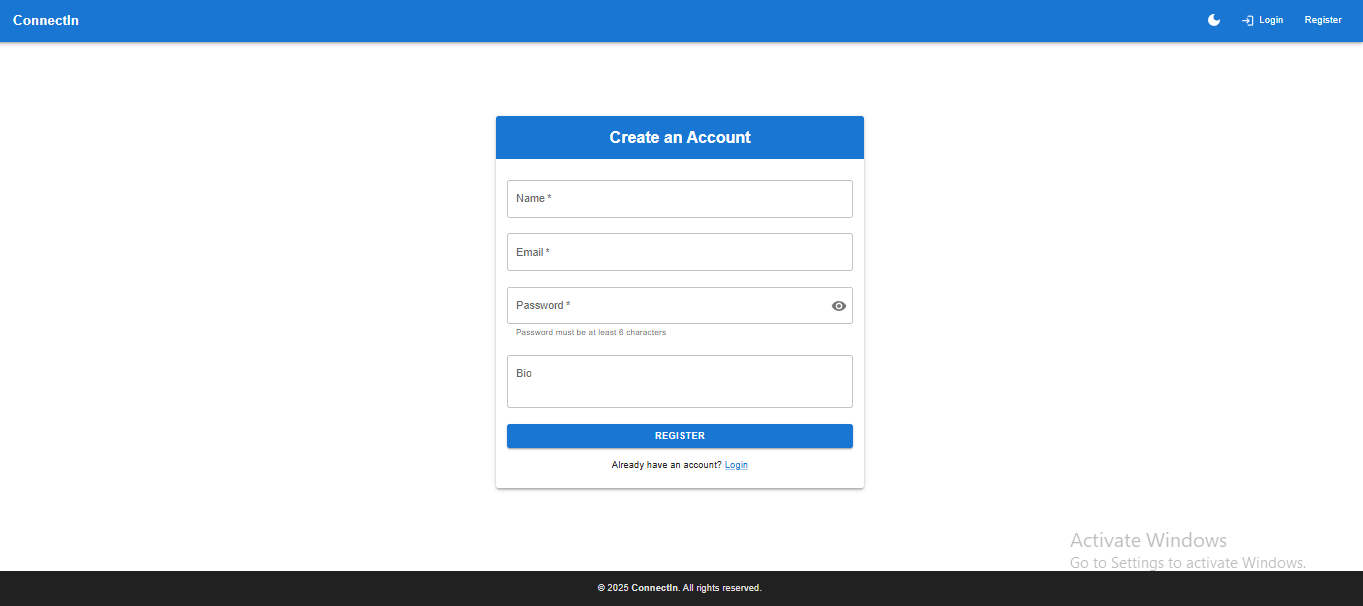 ConnectIn
Login Register
Create an Account
Name *
Email *
Password *
Password must be at least 6 characters
Bio
REGISTER
Already have an account? Login
Activate Windows
Go to Settings to activate Windows.
© 2025 ConnectIn. All rights reserved.